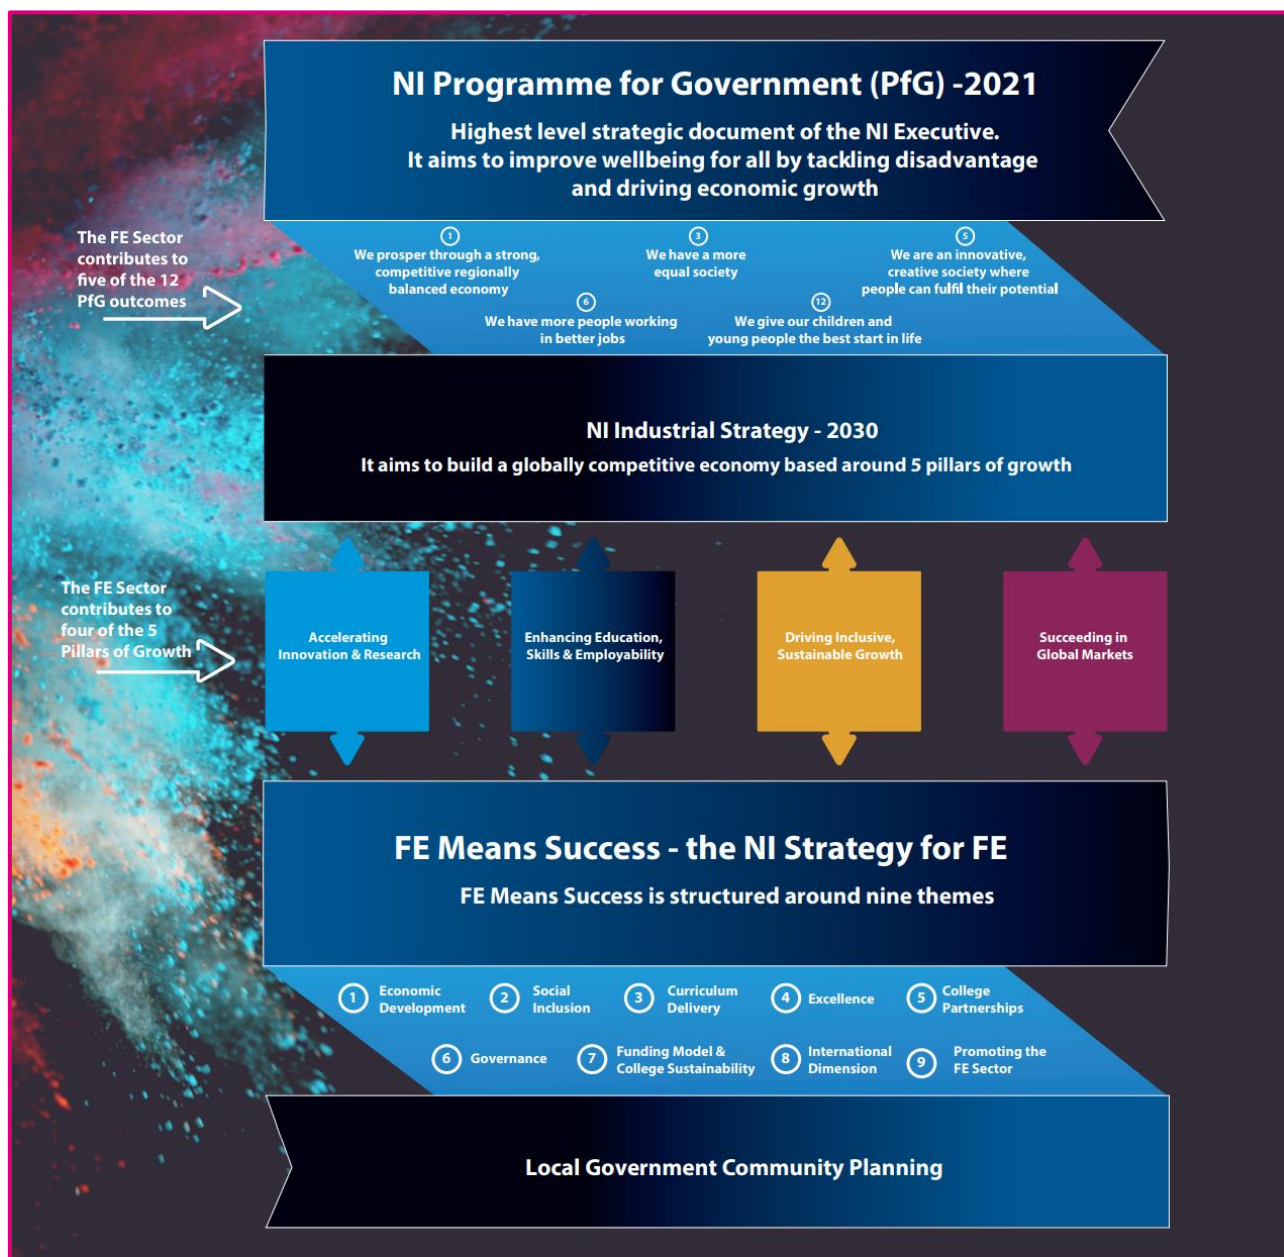 NI Programme for Government (PfG) -2021
Highest level strategic document of the NI Executive.
It aims to improve wellbeing for all by tackling disadvantage
and driving economic growth
The FE Sector
contributes to
five of the 12
PfG outcomes
1
We prosper through a strong,
competitive regionally
balanced economy
3
We have a more
equal society
5
We are an innovative,
creative society where
people can fulfil their potential
6
We have more people working
in better jobs
12
We give our children and
young people the best start in life
NI Industrial Strategy - 2030
It aims to build a globally competitive economy based around 5 pillars of growth
The FE Sector
contributes to
four of the 5
Pillars of Growth
Accelerating
Innovation & Research
Enhancing Education,
Skills & Employability
Driving Inclusive,
Sustainable Growth
Succeeding in
Global Markets
FE Means Success - the NI Strategy for FE
FE Means Success is structured around nine themes
1 Economic
Development
2 Social
Inclusion
3 Curriculum
Delivery
4 Excellence
5 College
Partnerships
6 Governance
7 Funding Model &
College Sustainability
8 International
Dimension
9 Promoting the
FE Sector
Local Government Community Planning